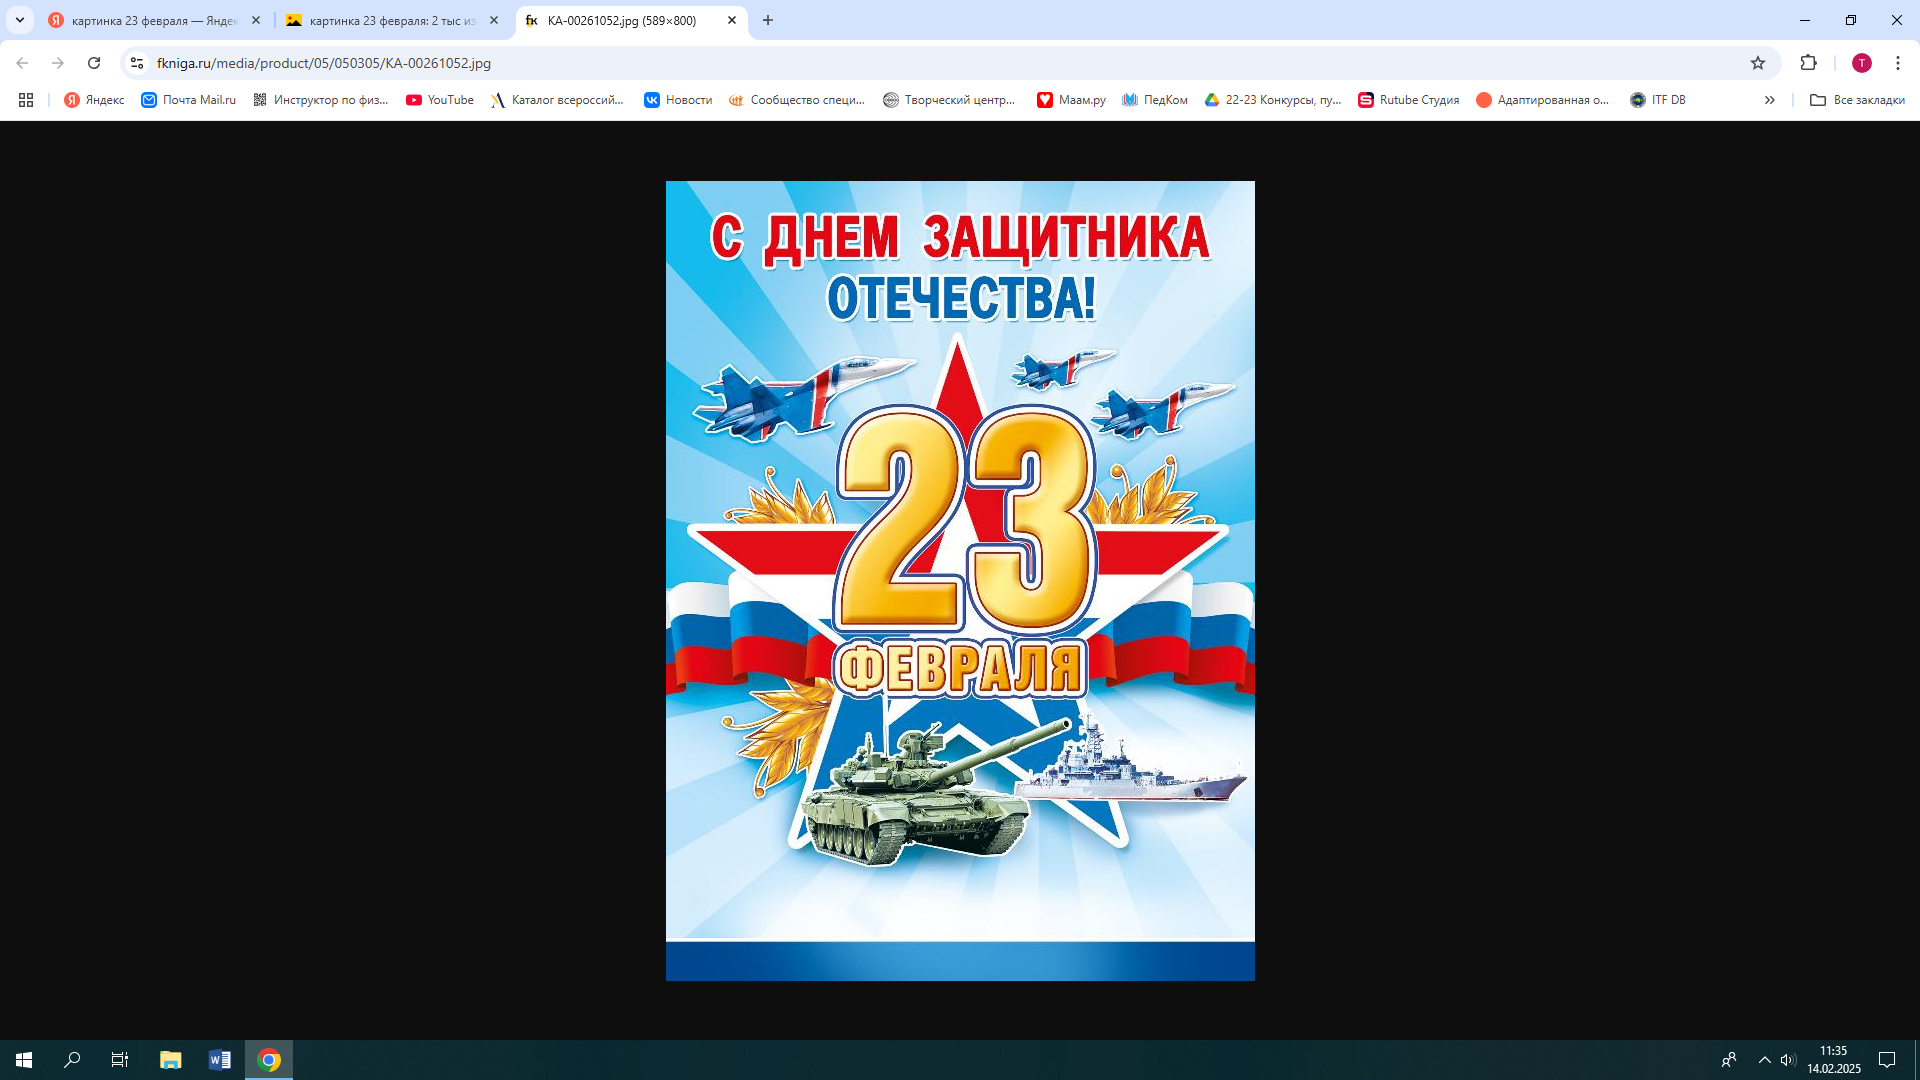 картинка 23 февраля — Яндек
картинка 23 февраля: 2 тыс из
КА-00261052.jpg (589×800)
fkniga.ru/media/product/05/050305/КА-00261052.jpg
Т
Яндекс
Почта Mail.ru
Инструктор по физ...
YouTube
Каталог всероссий...
Новости
Сообщество специ...
Творческий центр...
Маам.ру
ПедКом
22-23 Конкурсы, пу...
Rutube Студия
Адаптированная о...
ITF DB
Все закладки
С ДНЕМ ЗАЩИТНИКА
ОТЕЧЕСТВА!
23
ФЕВРАЛЯ
11:35
14.02.2025